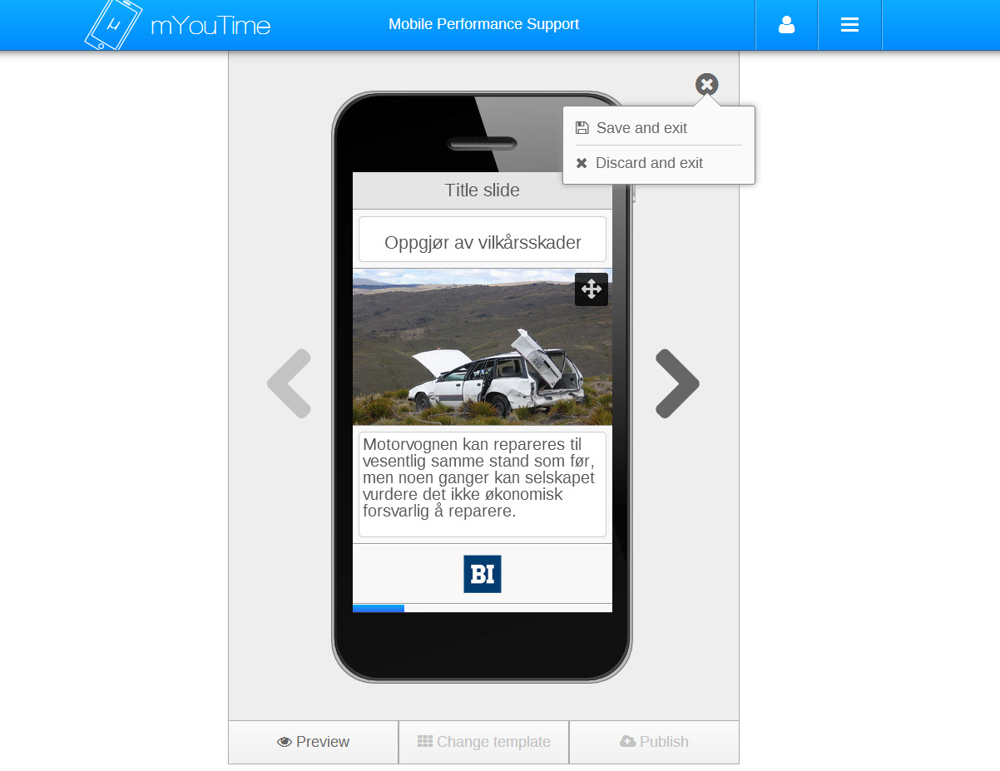 μ mYouTime
Mobile Performance Support
Save and exit
Discard and exit
Title slide
Oppgjør av vilkårsskader
Motorvognen kan repareres til
vesentlig samme stand som før,
men noen ganger kan selskapet
vurdere det ikke økonomisk
forsvarlig å reparere.
BI
Preview
Change template
Publish